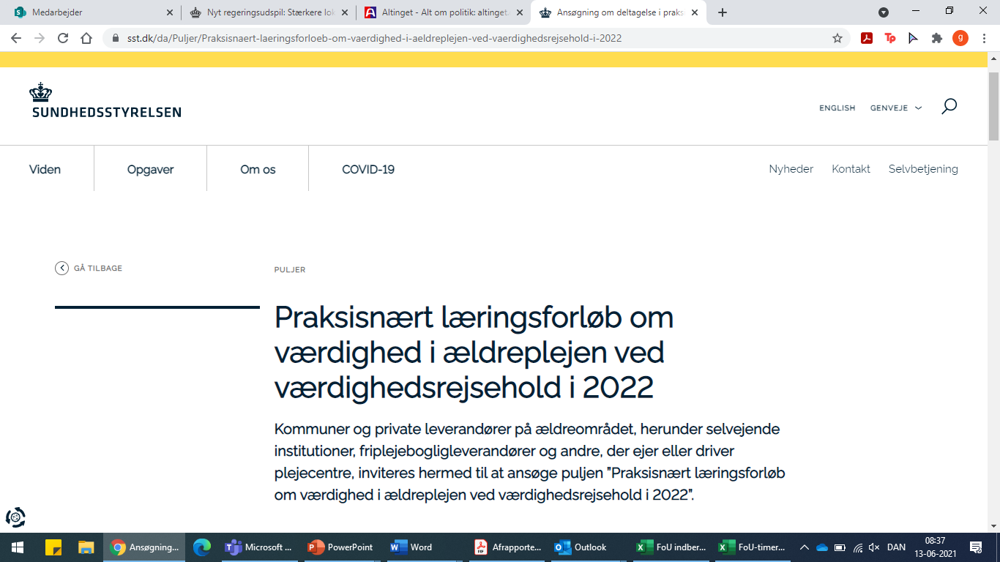 Medarbejder
Nyt regeringsudspil: Stærkere lok
Altinget - Alt om politik: altinget.
Ansøgning om deltagelse i praks
sst.dk/da/Puljer/Praksisnaert-laeringsforloeb-om-vaerdighed-i-aeldreplejen-ved-vaerdighedsrejsehold-i-2022
g
SUNDHEDSSTYRELSEN
ENGLISH
GENVEJE
Viden
Opgaver
Om os
COVID-19
Nyheder
Kontakt
Selvbetjening
GÅ TILBAGE
PULJER
Praksisnært læringsforløb om
værdighed i ældreplejen ved
værdighedsrejsehold i 2022
Kommuner og private leverandører på ældreområdet, herunder selvejende
institutioner, friplejebogligleverandører og andre, der ejer eller driver
plejecentre, inviteres hermed til at ansøge puljen ”Praksisnært læringsforløb
om værdighed i ældreplejen ved værdighedsrejsehold i 2022”.
Ansøgning...
Microsoft ...
PowerPoint
Word
Afrapporte...
Outlook
FoU indber...
FoU-timer...
DAN
08:37
13-06-2021